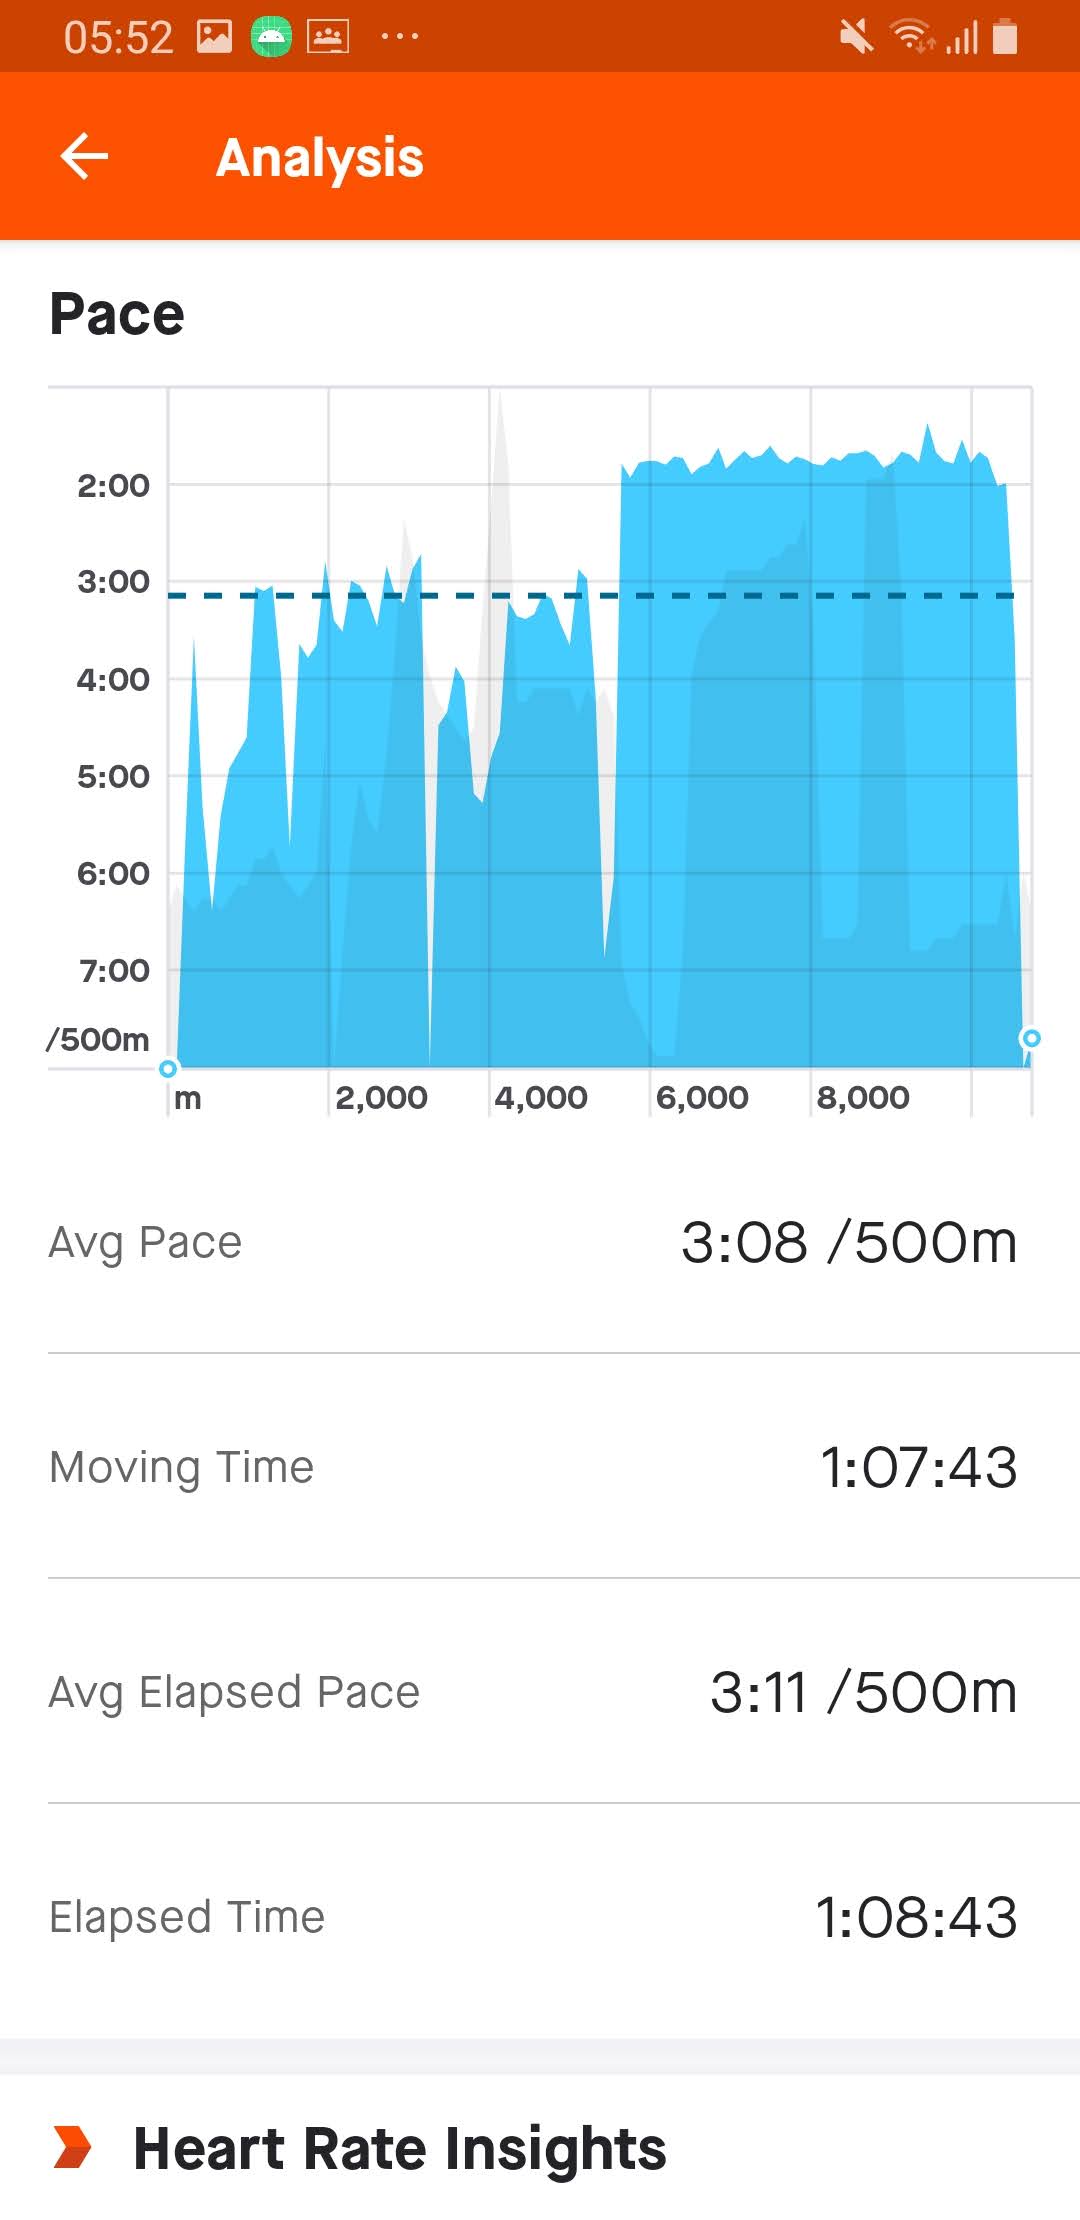 05:52
Analysis
Pace
2:00
3:00
4:00
5:00
6:00
7:00
/500m
m 2,000 4,000 6,000 8,000
Avg Pace 3:08 /500m
Moving Time 1:07:43
Avg Elapsed Pace 3:11 /500m
Elapsed Time 1:08:43
Heart Rate Insights